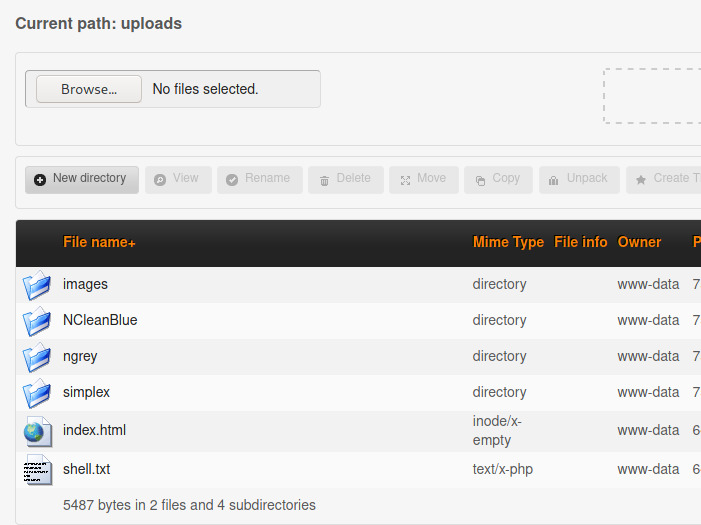 Current path: uploads
Browse... No files selected.
New directory View Rename Delete Move Copy Unpack Create T
File name+ Mime Type File info Owner P
images directory www-data 7
NCleanBlue directory www-data 7
ngrey directory www-data 7
simplex directory www-data 7
index.html inode/x-empty www-data 6
shell.txt text/x-php www-data 6
5487 bytes in 2 files and 4 subdirectories